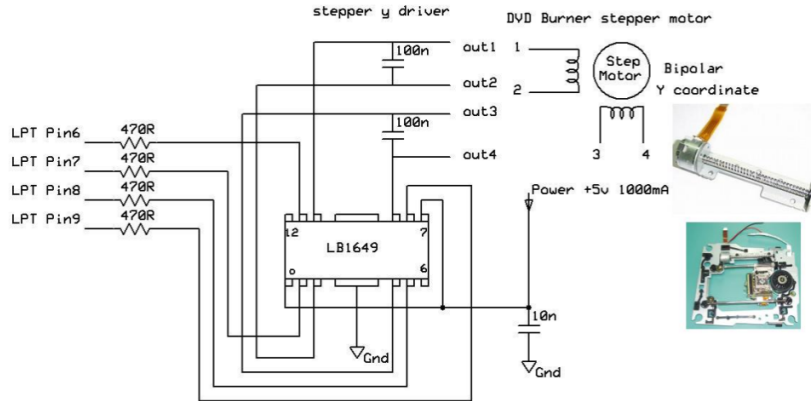 stepper y driver
DVD Burner stepper motor
100n
out1
1
Step
Motor
Bipolar
out2
2
Y coordinate
out3
100n
LPT Pin6
470R
out4
3
4
LPT Pin7
470R
LPT Pin8
470R
Power +5v 1000mA
LPT Pin9
470R
12
7
LB1649
6
10n
Gnd
Gnd